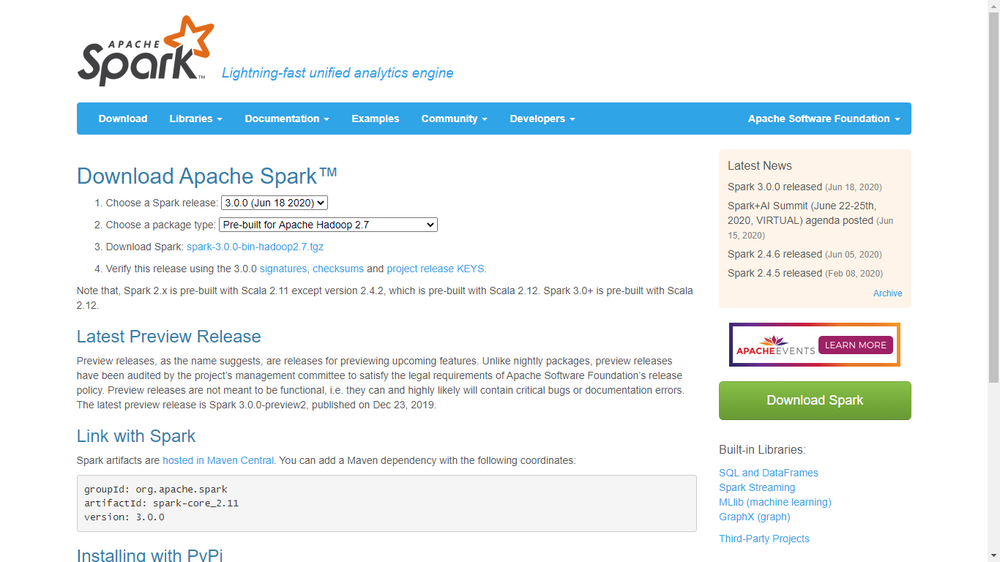 APACHE
Spark™
Lightning-fast unified analytics engine
Download Libraries Documentation Examples Community Developers Apache Software Foundation
Download Apache Spark™
1. Choose a Spark release: 3.0.0 (Jun 18 2020)
2. Choose a package type: Pre-built for Apache Hadoop 2.7
3. Download Spark: spark-3.0.0-bin-hadoop2.7.tgz
4. Verify this release using the 3.0.0 signatures, checksums and project release KEYS.
Note that, Spark 2.x is pre-built with Scala 2.11 except version 2.4.2, which is pre-built with Scala 2.12. Spark 3.0+ is pre-built with Scala
2.12.
Latest Preview Release
Preview releases, as the name suggests, are releases for previewing upcoming features. Unlike nightly packages, preview releases
have been audited by the project’s management committee to satisfy the legal requirements of Apache Software Foundation’s release
policy. Preview releases are not meant to be functional, i.e. they can and highly likely will contain critical bugs or documentation errors.
The latest preview release is Spark 3.0.0-preview2, published on Dec 23, 2019.
Link with Spark
Spark artifacts are hosted in Maven Central. You can add a Maven dependency with the following coordinates:
groupId: org.apache.spark
artifactId: spark-core_2.11
version: 3.0.0
Installing with PyPi
Latest News
Spark 3.0.0 released (Jun 18, 2020)
Spark+AI Summit (June 22-25th,
2020, VIRTUAL) agenda posted (Jun
15, 2020)
Spark 2.4.6 released (Jun 05, 2020)
Spark 2.4.5 released (Feb 08, 2020)
Archive
APACHE EVENTS LEARN MORE
Download Spark
Built-in Libraries:
SQL and DataFrames
Spark Streaming
MLlib (machine learning)
GraphX (graph)
Third-Party Projects